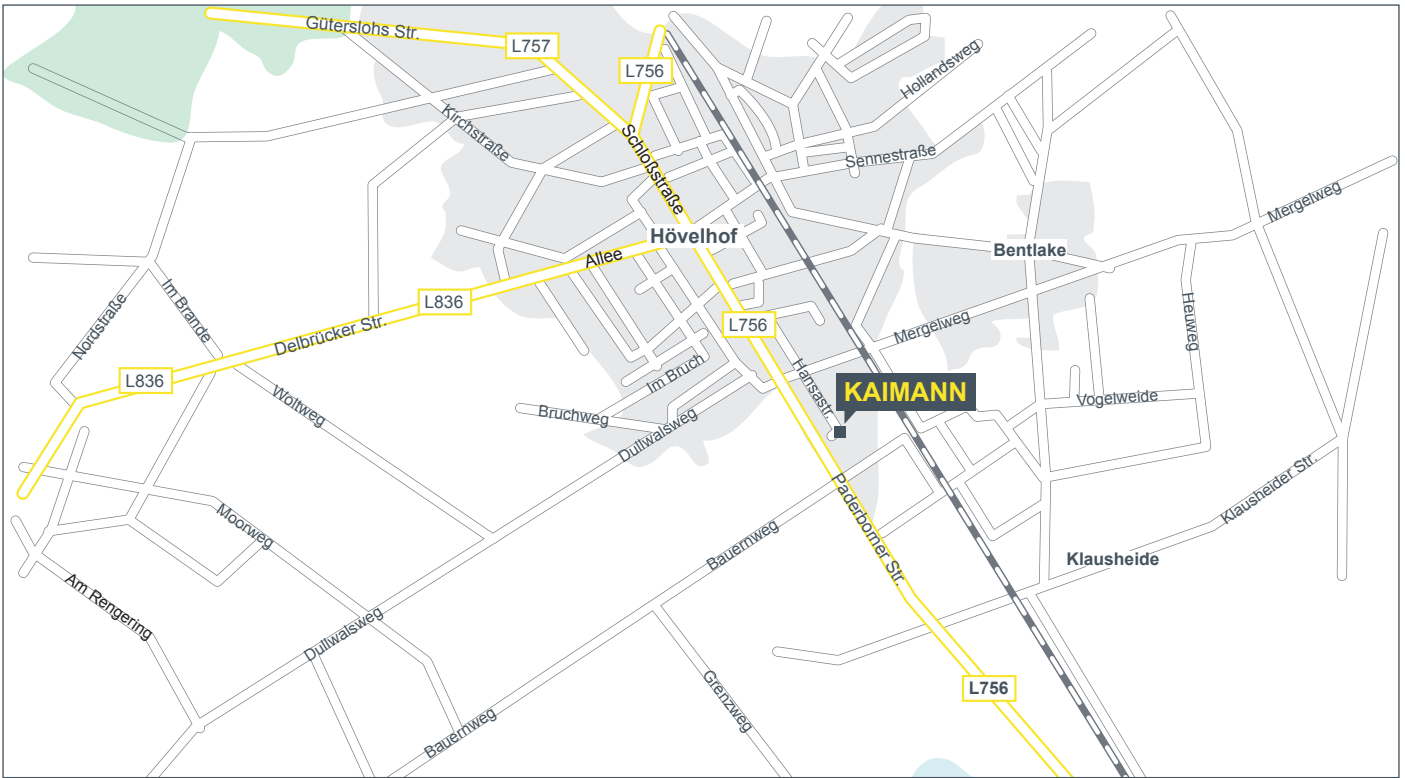 Güterslohs Str.
L757
L756
Hollandsweg
Kirchstraße
Schloßstraße
Sennestraße
Mergelweg
Hövelhof
Bentlake
Allee
Im Brande
Nordstraße
L836
Delbrücker Str.
L756
Mergelweg
Heuweg
L836
Im Bruch
Hansastr.
KAIMANN
Woltweg
Bruchweg
Vogelweide
Dullwalsweg
Moorweg
Bauernweg
Paderborner Str.
Klausheider Str.
Klausheide
Am Rengering
Dullwalsweg
Grenzweg
L756
Bauernweg